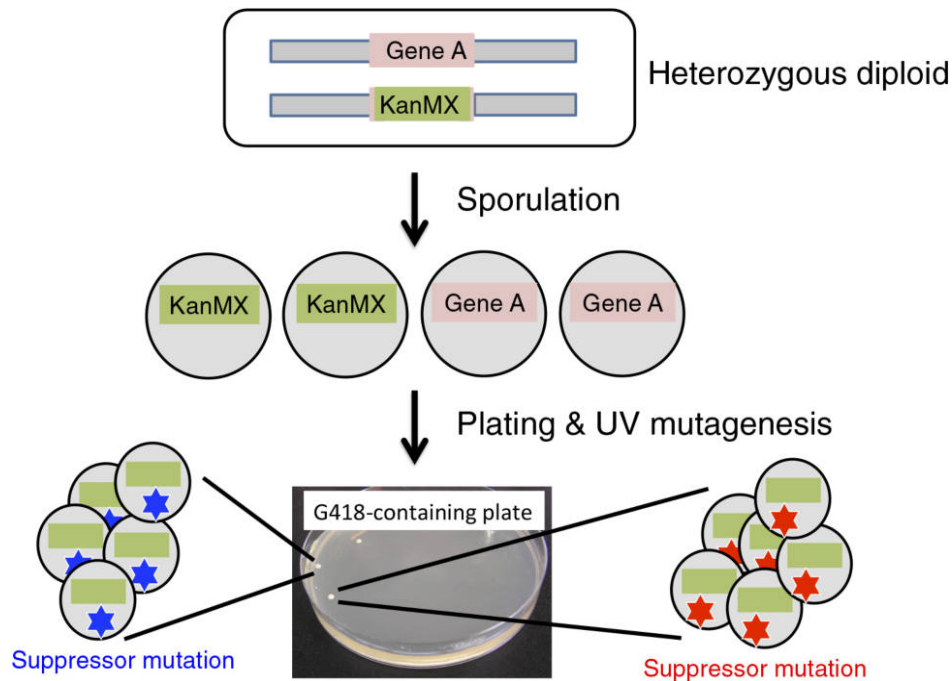 Gene A
KanMX
Heterozygous diploid
Sporulation
KanMX KanMX Gene A Gene A
Plating & UV mutagenesis
G418-containing plate
Suppressor mutation
Suppressor mutation